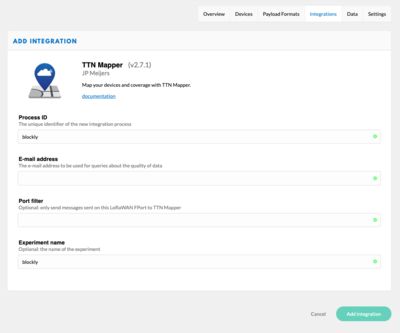 Overview Devices Payload Formats Integrations Data Settings
ADD INTEGRATION
TTN Mapper (v2.7.1)
JP Meijers
Map your devices and coverage with TTN Mapper.
documentation
Process ID
The unique identifier of the new integration process
blockly
E-mail address
The e-mail address to be used for queries about the quality of data
Port filter
Optional: only send messages sent on this LoRaWAN FPort to TTN Mapper
Experiment name
Optional: the name of the experiment
blockly
Cancel Add integration